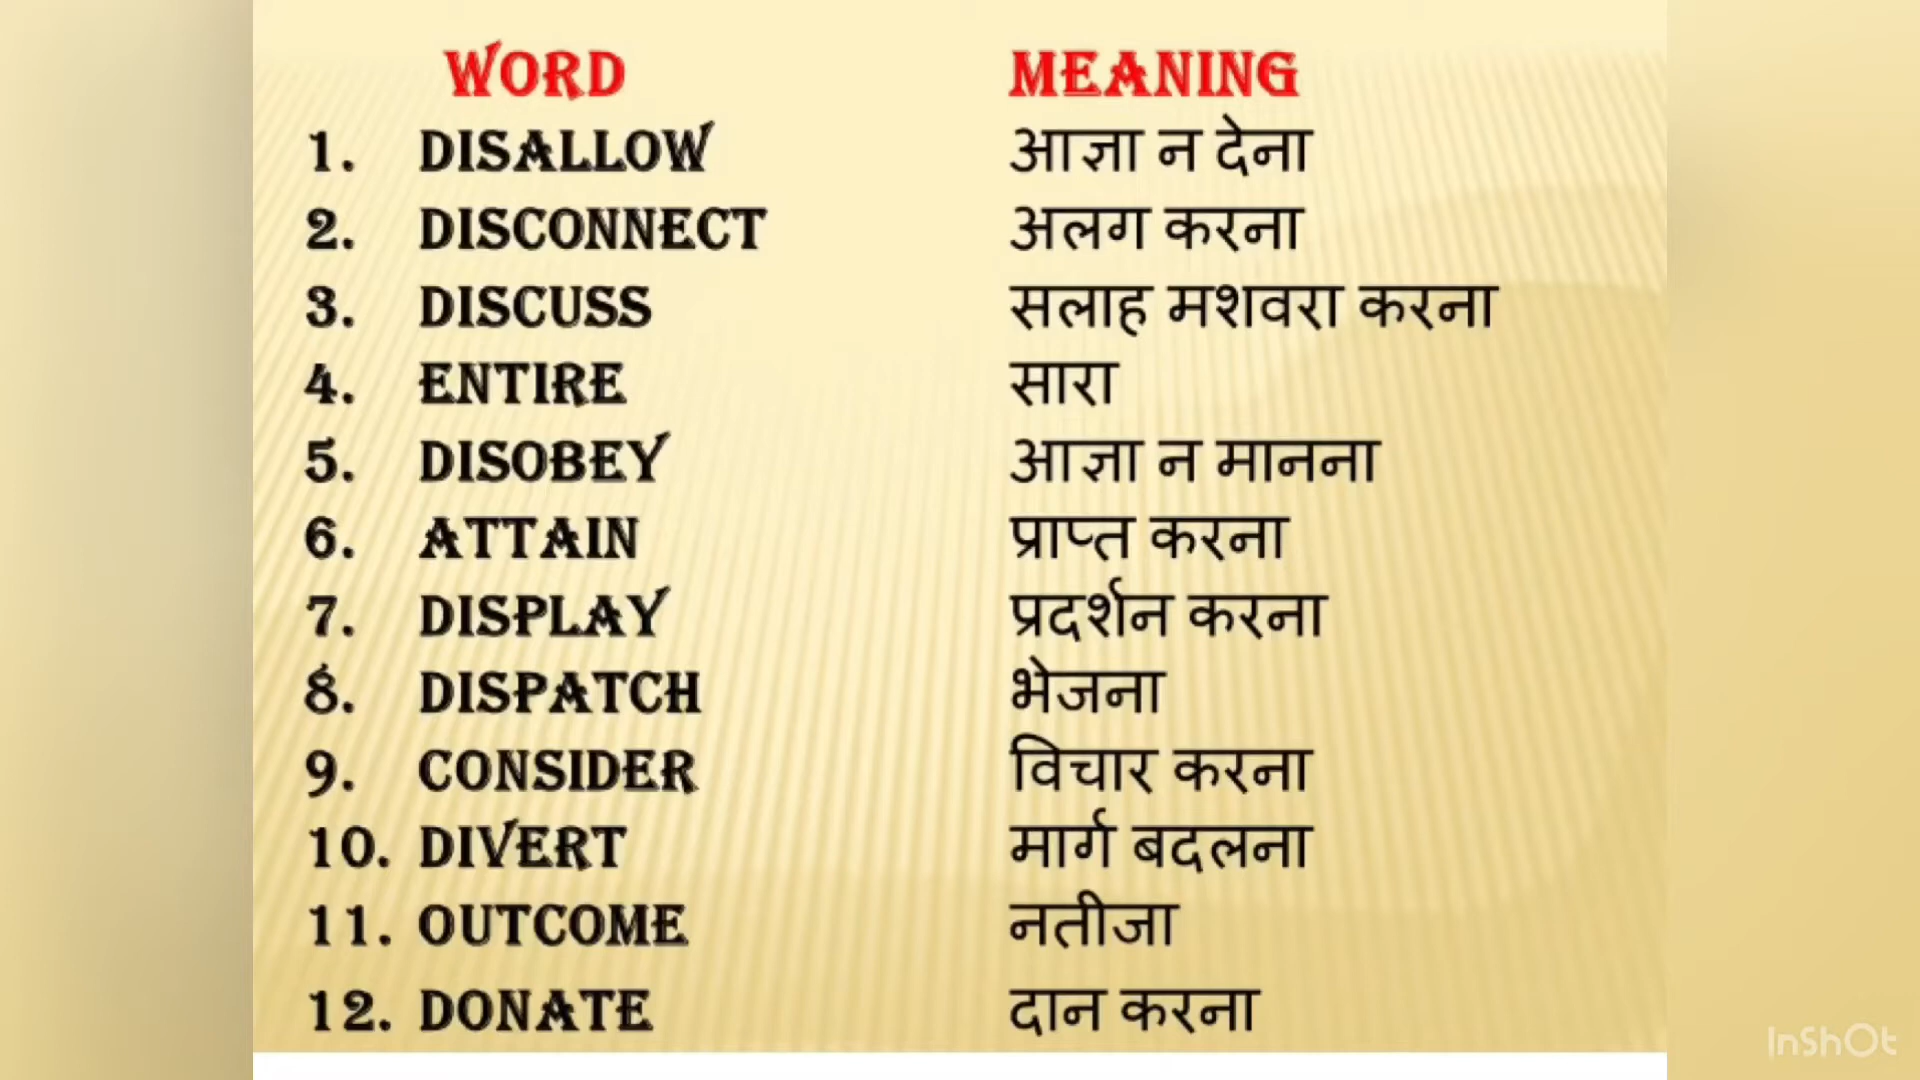 WORD MEANING
1. DISALLOW आज्ञा न देना
2. DISCONNECT अलग करना
3. DISCUSS सलाह मशवरा करना
4. ENTIRE सारा
5. DISOBEY आज्ञा न मानना
6. ATTAIN प्राप्त करना
7. DISPLAY प्रदर्शन करना
8. DISPATCH भेजना
9. CONSIDER विचार करना
10. DIVERT मार्ग बदलना
11. OUTCOME नतीजा
12. DONATE दान करना
InShOt